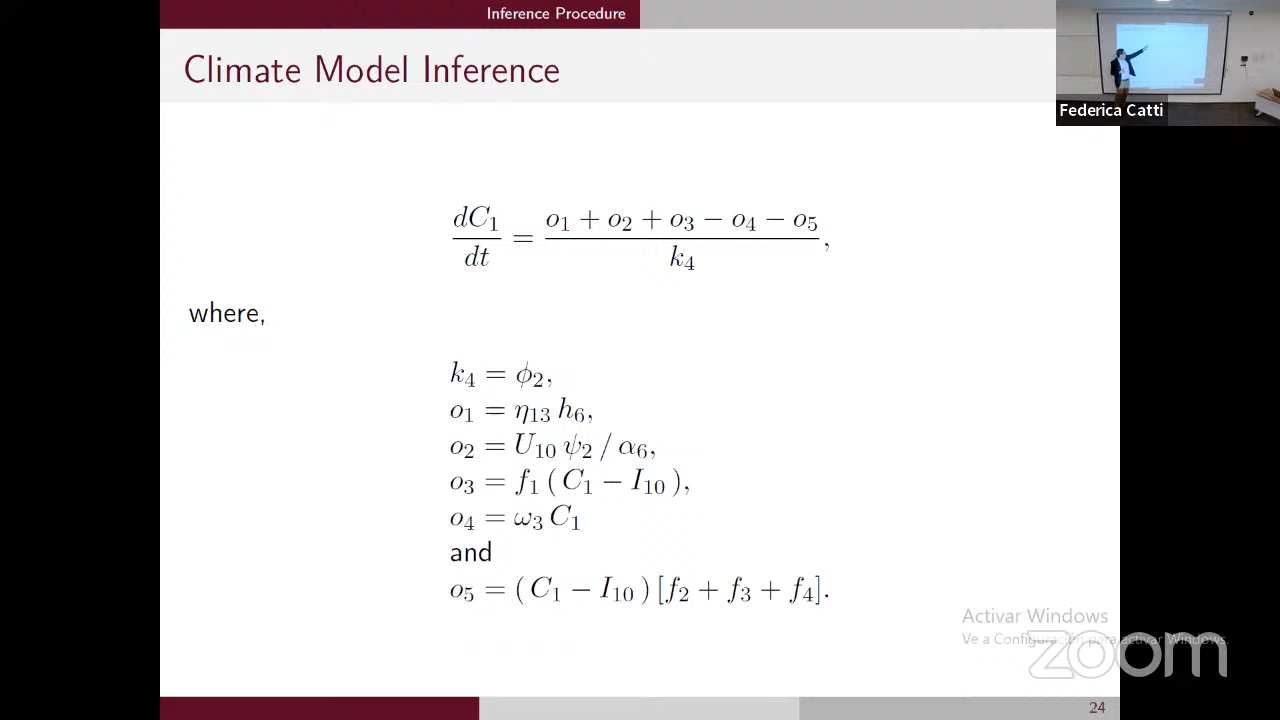 Inference Procedure
Climate Model Inference
Federica Catti
dC₁/dt = (o₁ + o₂ + o₃ − o₄ − o₅)/k₄,
where,
k₄ = ϕ₂,
o₁ = η₁₃ h₆,
o₂ = U₁₀ ψ₂ / α₆,
o₃ = f₁ ( C₁ − I₁₀ ),
o₄ = ω₃ C₁
and
o₅ = ( C₁ − I₁₀ ) [f₂ + f₃ + f₄].
Activar Windows
Ve a Configuración para activar Windows.
zoom
24